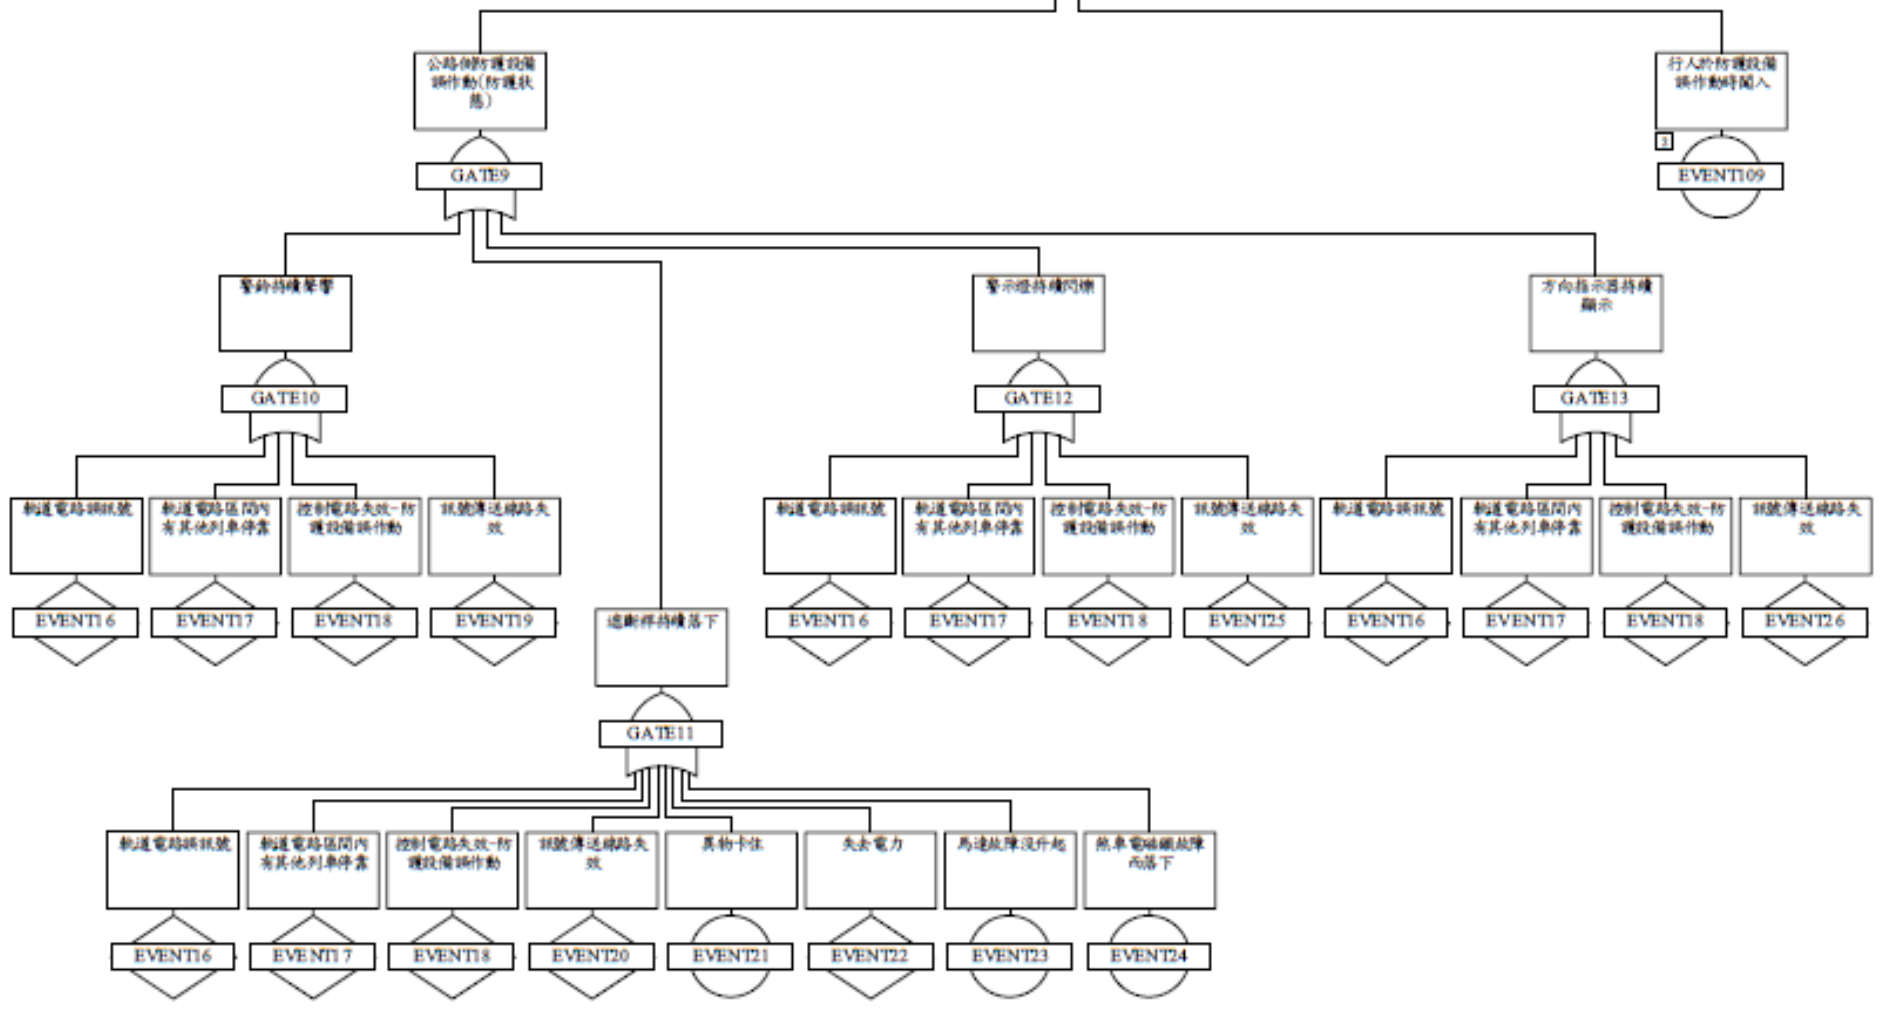 公路側防護設備
誤作動(防護狀
態)
GATE9
行人於防護設備
誤作動時闖入
EVENT109
警鈴持續聲響
GATE10
警示燈持續閃爍
GATE12
方向指示器持續
顯示
GATE13
軌道電路誤訊號
EVENT16
軌道電路區間內
有其他列車停靠
EVENT17
控制電路失效-防
護設備誤作動
EVENT18
訊號傳送線路失
效
EVENT19
遮斷桿持續落下
GATE11
軌道電路誤訊號
EVENT16
軌道電路區間內
有其他列車停靠
EVENT17
控制電路失效-防
護設備誤作動
EVENT18
訊號傳送線路失
效
EVENT25
軌道電路誤訊號
EVENT16
軌道電路區間內
有其他列車停靠
EVENT17
控制電路失效-防
護設備誤作動
EVENT18
訊號傳送線路失
效
EVENT26
軌道電路誤訊號
EVENT16
軌道電路區間內
有其他列車停靠
EVENT17
控制電路失效-防
護設備誤作動
EVENT18
訊號傳送線路失
效
EVENT20
異物卡住
EVENT21
失去電力
EVENT22
馬達故障沒升起
EVENT23
煞車電磁鐵故障
而落下
EVENT24